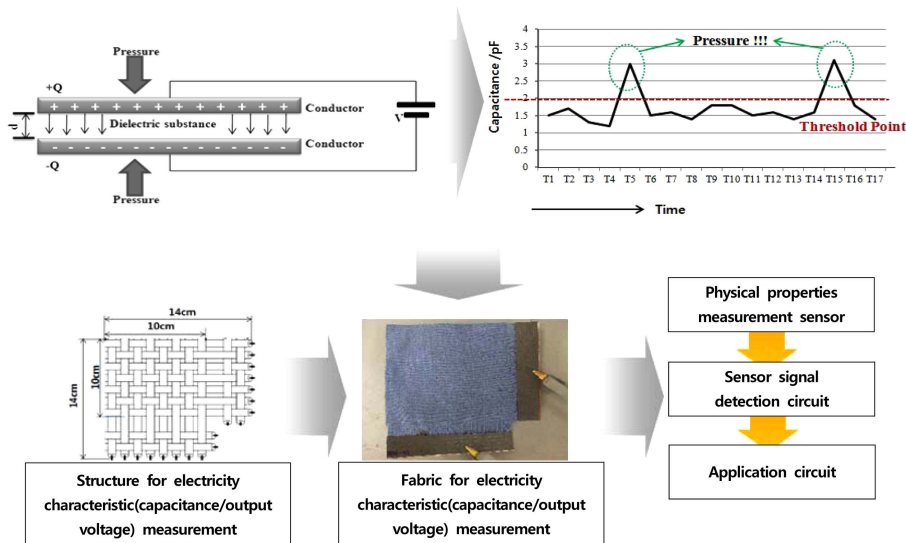 Pressure
+Q
+ + + + + + + + + + + + +
Conductor
d
Dielectric substance
V
- - - - - - - - - - - - -
Conductor
-Q
Pressure
Capacitance /pF
4
3.5
3
2.5
2
1.5
1
0.5
0
Pressure !!!
Threshold Point
T1 T2 T3 T4 T5 T6 T7 T8 T9 T10 T11 T12 T13 T14 T15 T16 T17
Time
14cm
10cm
14cm
10cm
Structure for electricity
characteristic(capacitance/output
voltage) measurement
Fabric for electricity
characteristic(capacitance/output
voltage) measurement
Physical properties
measurement sensor
Sensor signal
detection circuit
Application circuit